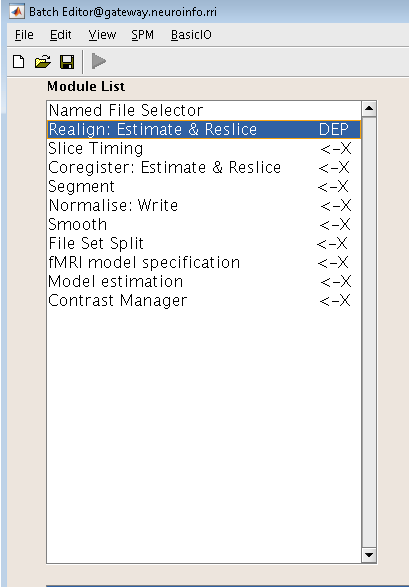 Batch Editor@gateway.neuroinfo.rri
File Edit View SPM BasicIO
Module List
Named File Selector
Realign: Estimate & Reslice DEP
Slice Timing <-X
Coregister: Estimate & Reslice <-X
Segment <-X
Normalise: Write <-X
Smooth <-X
File Set Split <-X
fMRI model specification <-X
Model estimation <-X
Contrast Manager <-X